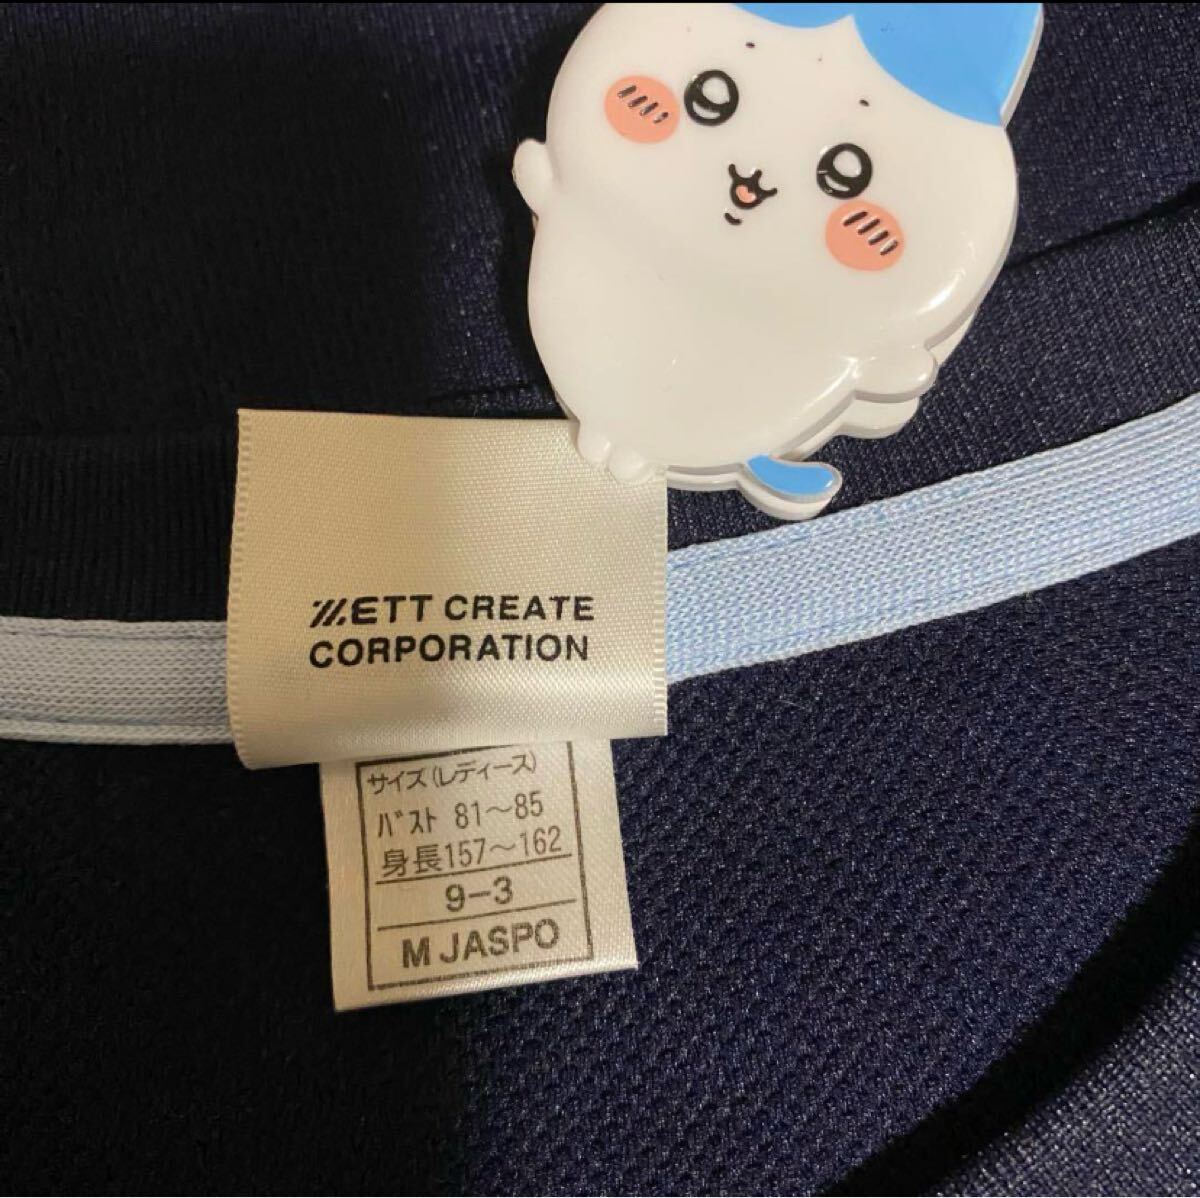 ZETT CREATE
CORPORATION
サイズ(レディース)
バスト 81〜85
身長157〜162
9-3
M JASPO